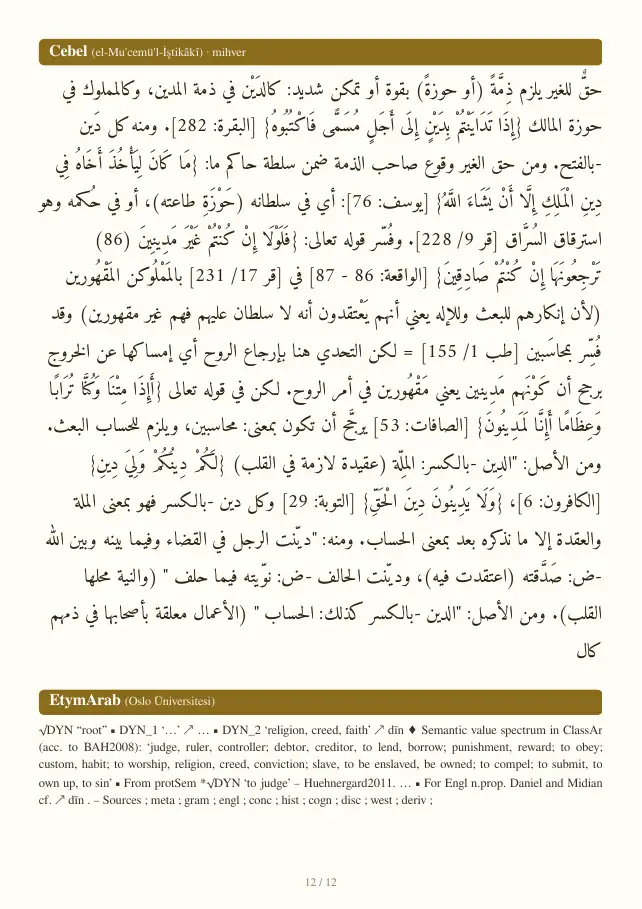 Cebel (el-Mu'cemü'l-İştikâkî) · mihver
حقٌّ للغير يلزم ذِمَّةً (أو حوزةً) بقوة أو تمكن شديد: كالدَيْن في ذمة المدين، وكالمملوك في
حوزة المالك {إِذَا تَدَايَنْتُمْ بِدَيْنٍ إِلَى أَجَلٍ مُسَمًّى فَاكْتُبُوهُ} [البقرة: 282]. ومنه كل دَين
-بالفتح. ومن حق الغير وقوع صاحب الذمة ضمن سلطة حاكم ما: {مَا كَانَ لِيَأْخُذَ أَخَاهُ فِي
دِينِ الْمَلِكِ إِلَّا أَنْ يَشَاءَ اللَّهُ} [يوسف: 76]: أي في سلطانه (حَوْزَةِ طاعته)، أو في حُكمه وهو
استرقاق السُرَّاق [قر 9/ 228]. وفُسِّر قوله تعالى: {فَلَوْلَا إِنْ كُنْتُمْ غَيْرَ مَدِينِينَ (86)
تَرْجِعُونَهَا إِنْ كُنْتُمْ صَادِقِينَ} [الواقعة: 86 - 87] في [قر 17/ 231] بالمَمْلُوكن المَقْهُورين
(لأن إنكارهم للبعث وللإله يعني أنهم يَعْتقدون أنه لا سلطان عليهم فهم غير مقهورين) وقد
فُسِّر بمحاسَبين [طب 1/ 155] = لكن التحدي هنا بإرجاع الروح أي إمساكها عن الخروج
يرجح أن كَوْنَهم مَدِينين يعني مَقْهُورين في أمر الروح. لكن في قوله تعالى {أَإِذَا مِتْنَا وَكُنَّا تُرَابًا
وَعِظَامًا أَإِنَّا لَمَدِينُونَ} [الصافات: 53] يرجَّح أن تكون بمعنى: محاسبين، ويلزم للحساب البعث.
ومن الأصل: "الدِين -بالكسر: المِلّة (عقيدة لازمة في القلب) {لَكُمْ دِينُكُمْ وَلِيَ دِينِ}
[الكافرون: 6]، {وَلَا يَدِينُونَ دِينَ الْحَقِّ} [التوبة: 29] وكل دين -بالكسر فهو بمعنى الملة
والعقدة إلا ما نذكره بعد بمعنى الحساب. ومنه: "ديّنت الرجل في القضاء وفيما بينه وبين الله
-ض: صَدَّقته (اعتقدت فيه)، وديّنت الحالف -ض: نوّيته فيما حلف " (والنية محلها
القلب). ومن الأصل: "الدين -بالكسر كذلك: الحساب " (الأعمال معلقة بأصحابها في ذمهم
كال
EtymArab (Oslo Üniversitesi)
√DYN “root” ▪ DYN_1 ‘…’ ↗ … ▪ DYN_2 ‘religion, creed, faith’ ↗ dīn ♦ Semantic value spectrum in ClassAr
(acc. to BAH2008): ‘judge, ruler, controller; debtor, creditor, to lend, borrow; punishment, reward; to obey;
custom, habit; to worship, religion, creed, conviction; slave, to be enslaved, be owned; to compel; to submit, to
own up, to sin’ ▪ From protSem *√DYN ‘to judge’ – Huehnergard2011. … ▪ For Engl n.prop. Daniel and Midian
cf. ↗ dīn . – Sources ; meta ; gram ; engl ; conc ; hist ; cogn ; disc ; west ; deriv ;
12 / 12